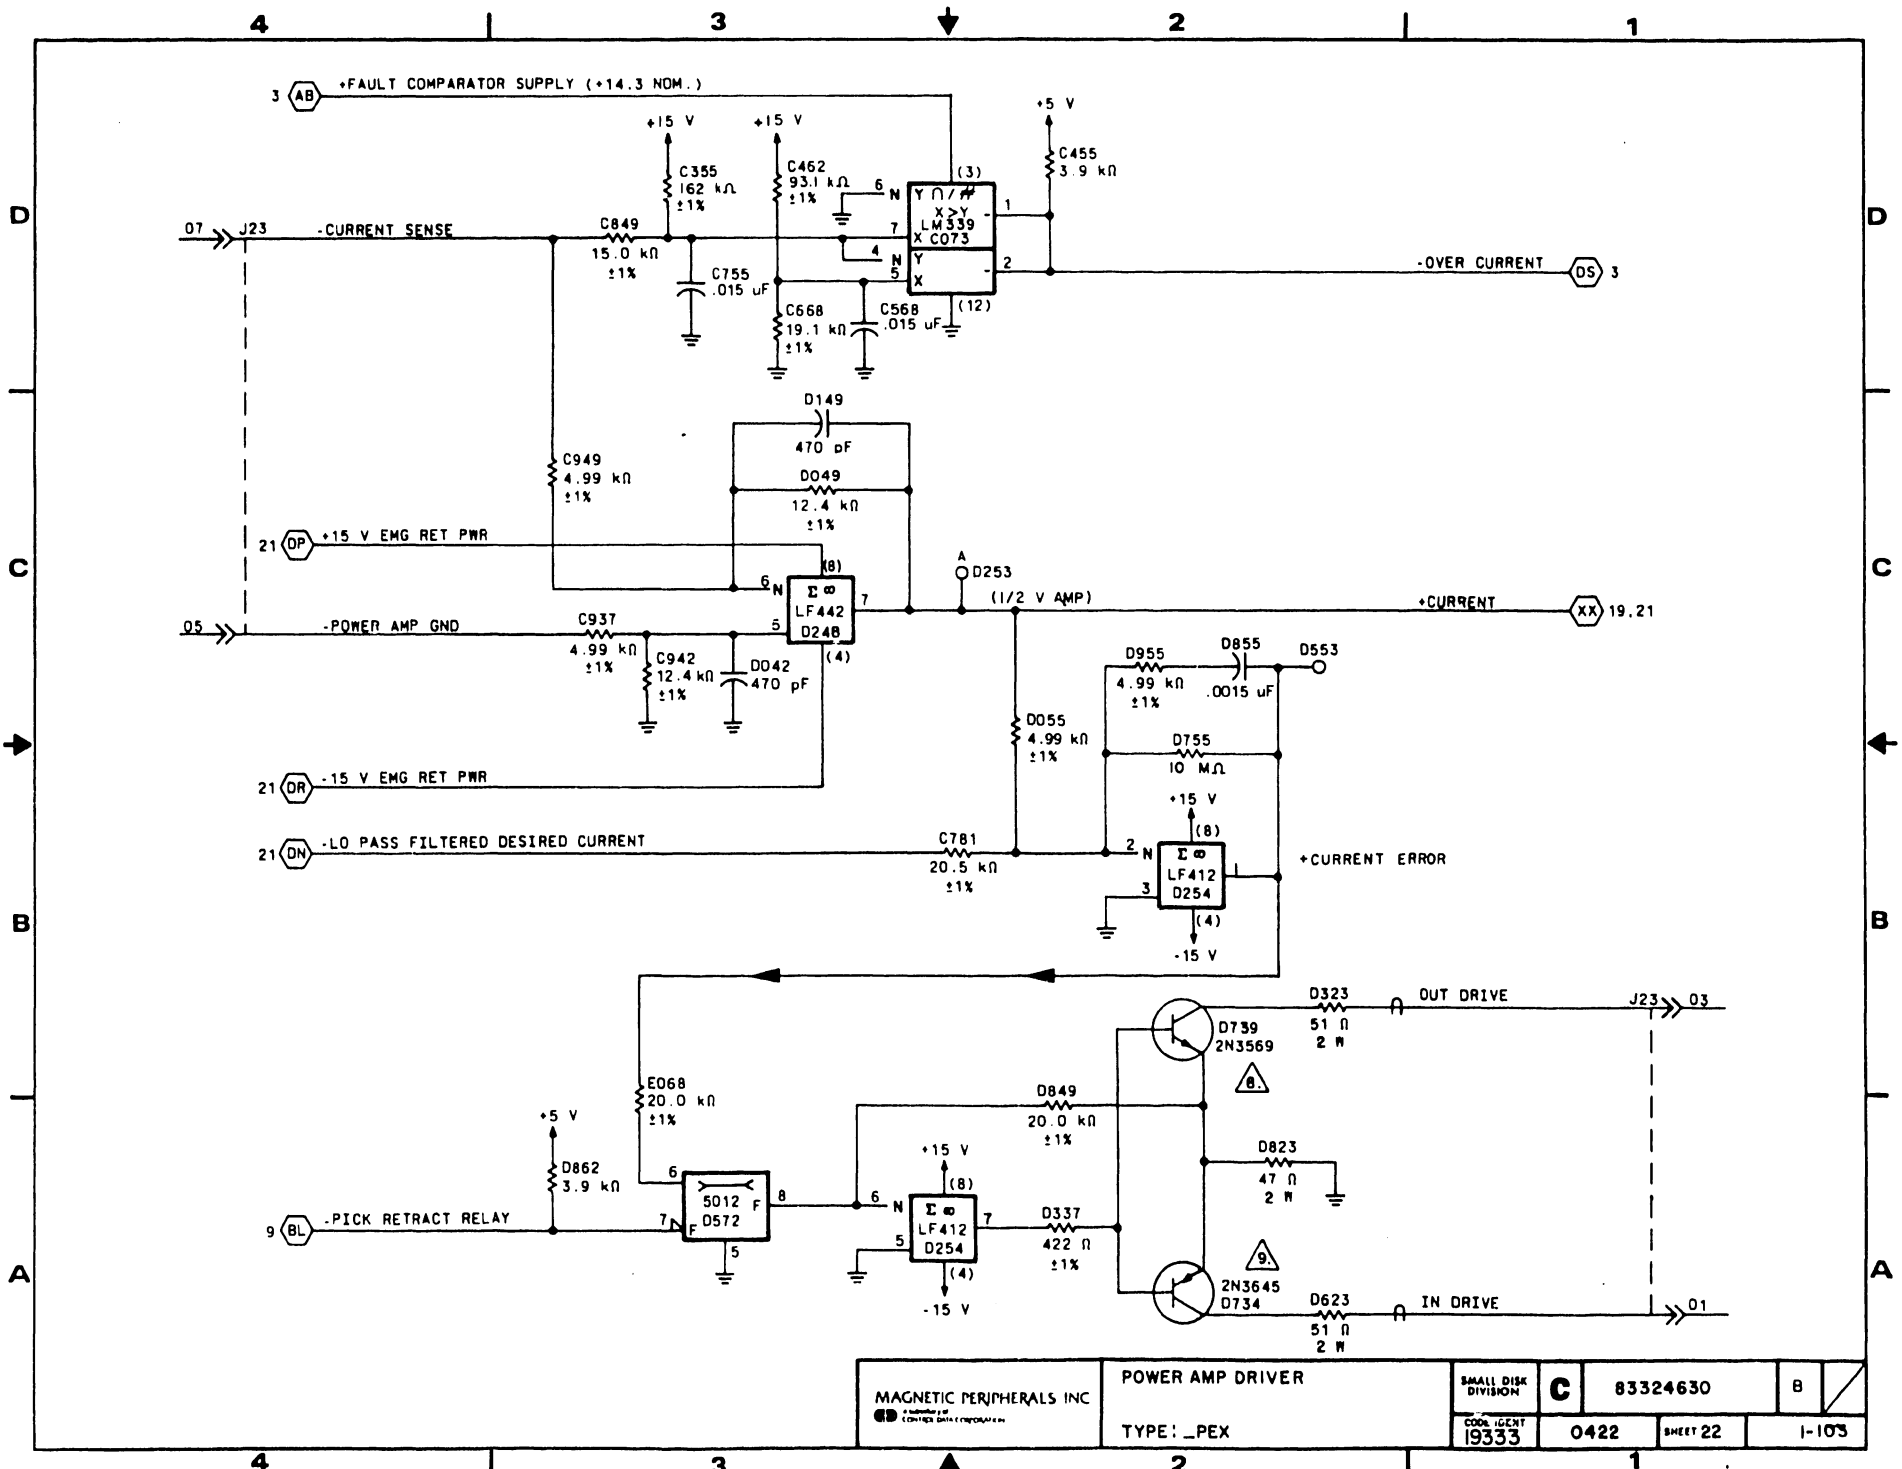 4 3 2 1
3 AB +FAULT COMPARATOR SUPPLY (+14.3 NOM.)
+15 V
+15 V
+5 V
C355
162 kΩ
±1%
C462
93.1 kΩ
±1%
(3)
C455
3.9 kΩ
6 N
Y
X>Y -
1
LM339
7 X C073
4 N Y
5 X
- 2
(12)
D
D
07 J23 -CURRENT SENSE
C849
15.0 kΩ
±1%
C755
.015 uF
C668
19.1 kΩ
±1%
C568
.015 uF
-OVER CURRENT DS 3
D149
470 pF
C949
4.99 kΩ
±1%
D049
12.4 kΩ
±1%
21 DP +15 V EMG RET PWR
(8)
6 N
Σ ∞
LF442
D248
7
5
(4)
A
D253
(1/2 V AMP)
+CURRENT XX 19,21
C
C
05 -POWER AMP GND
C937
4.99 kΩ
±1%
C942
12.4 kΩ
±1%
D042
470 pF
D955
4.99 kΩ
±1%
D855
.0015 uF
D553
D055
4.99 kΩ
±1%
D755
10 MΩ
21 DR -15 V EMG RET PWR
+15 V
(8)
21 DN -LO PASS FILTERED DESIRED CURRENT
C781
20.5 kΩ
±1%
2 N
Σ ∞
LF412
D254
1
3
(4)
-15 V
+CURRENT ERROR
B
B
D739
2N3569
8.
D323
51 Ω
2 W
OUT DRIVE
J23 03
E068
20.0 kΩ
±1%
D849
20.0 kΩ
±1%
+5 V
D862
3.9 kΩ
+15 V
(8)
D823
47 Ω
2 W
6
5012
D572
F
8
7 F
5
9 BL -PICK RETRACT RELAY
6 N
Σ ∞
LF412
D254
7
5
(4)
-15 V
D337
422 Ω
±1%
9.
2N3645
D734
D623
51 Ω
2 W
IN DRIVE
01
A
A
MAGNETIC PERIPHERALS INC
a subsidiary of
CONTROL DATA CORPORATION
POWER AMP DRIVER
TYPE: _PEX
SMALL DISK
DIVISION
C
83324630
B
CODE IDENT
19333
0422
SHEET 22
1-103
4 3 2 1